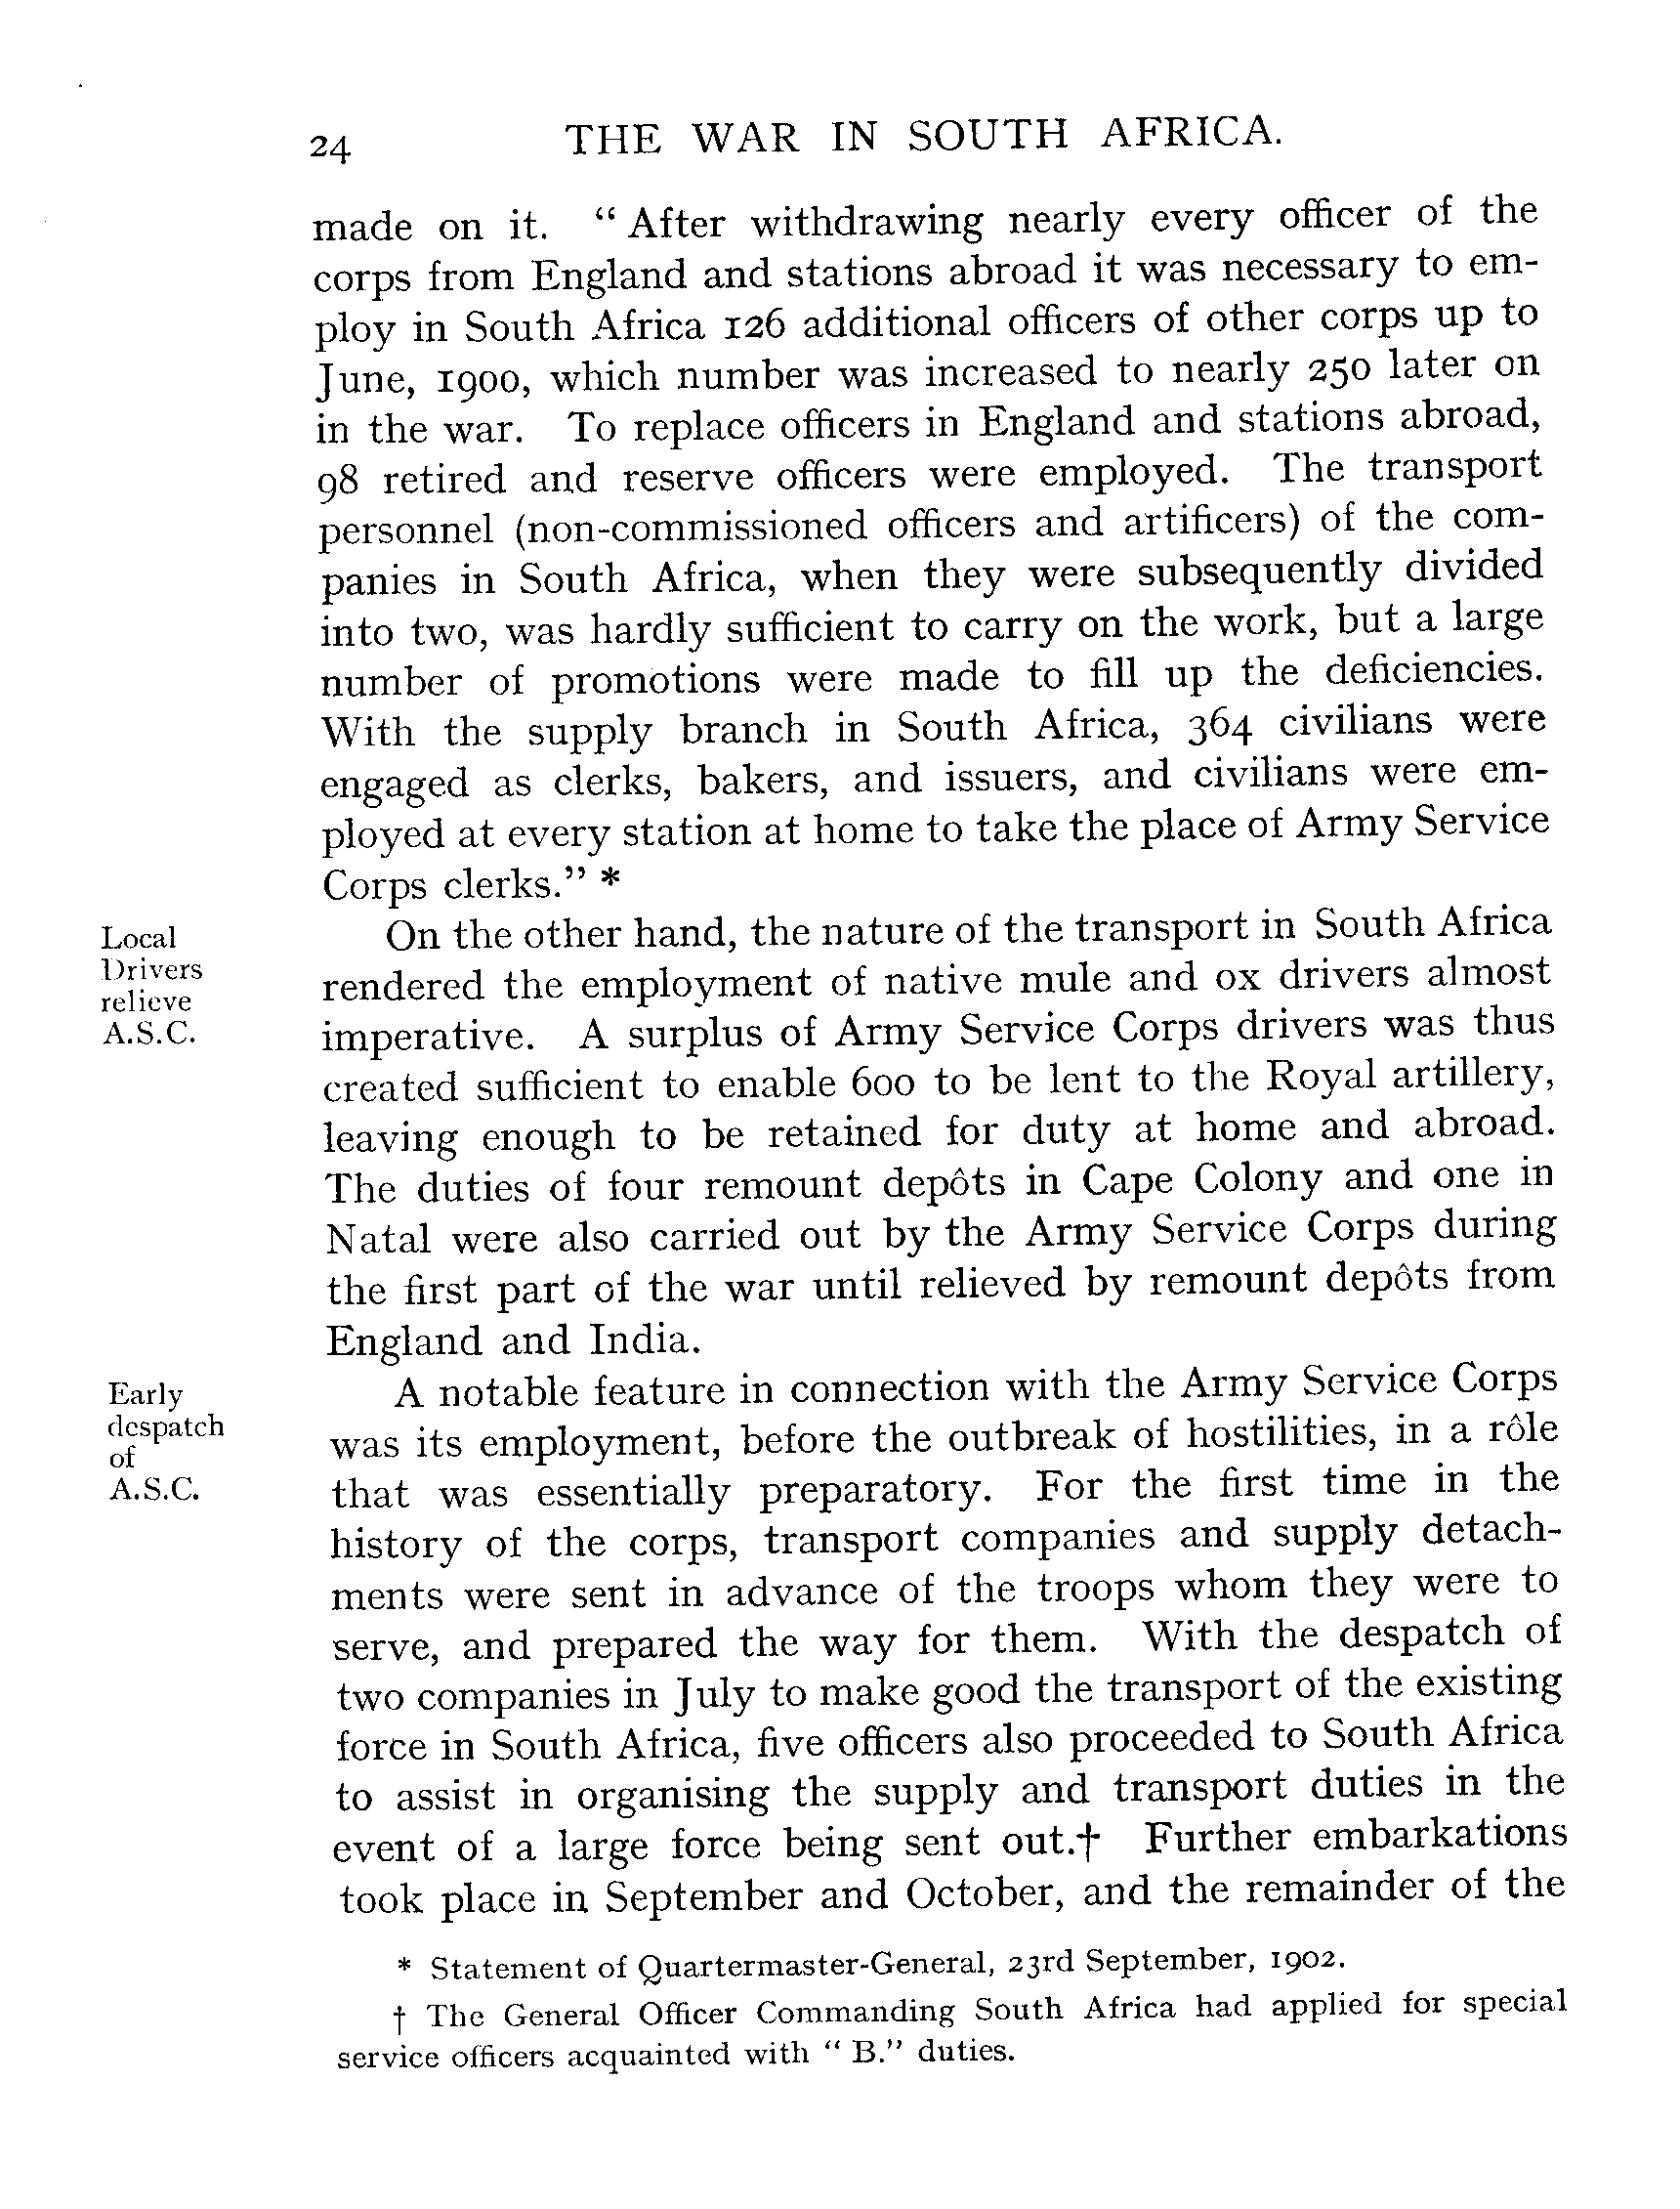 24 THE WAR IN SOUTH AFRICA.
made on it. “ After withdrawing nearly every officer of the
corps from England and stations abroad it was necessary to em-
ploy in South Africa 126 additional officers of other corps up to
June, 1900, which number was increased to nearly 250 later on
in the war. To replace officers in England and stations abroad,
98 retired and reserve officers were employed. The transport
personnel (non-commissioned officers and artificers) of the com-
panies in South Africa, when they were subsequently divided
into two, was hardly sufficient to carry on the work, but a large
number of promotions were made to fill up the deficiencies.
With the supply branch in South Africa, 364 civilians were
engaged as clerks, bakers, and issuers, and civilians were em-
ployed at every station at home to take the place of Army Service
Corps clerks.” *
Local
Drivers
relieve
A.S.C.
On the other hand, the nature of the transport in South Africa
rendered the employment of native mule and ox drivers almost
imperative. A surplus of Army Service Corps drivers was thus
created sufficient to enable 600 to be lent to the Royal artillery,
leaving enough to be retained for duty at home and abroad.
The duties of four remount depôts in Cape Colony and one in
Natal were also carried out by the Army Service Corps during
the first part of the war until relieved by remount depôts from
England and India.
Early
despatch
of
A.S.C.
A notable feature in connection with the Army Service Corps
was its employment, before the outbreak of hostilities, in a rôle
that was essentially preparatory. For the first time in the
history of the corps, transport companies and supply detach-
ments were sent in advance of the troops whom they were to
serve, and prepared the way for them. With the despatch of
two companies in July to make good the transport of the existing
force in South Africa, five officers also proceeded to South Africa
to assist in organising the supply and transport duties in the
event of a large force being sent out.† Further embarkations
took place in September and October, and the remainder of the
* Statement of Quartermaster-General, 23rd September, 1902.
† The General Officer Commanding South Africa had applied for special
service officers acquainted with “ B.” duties.